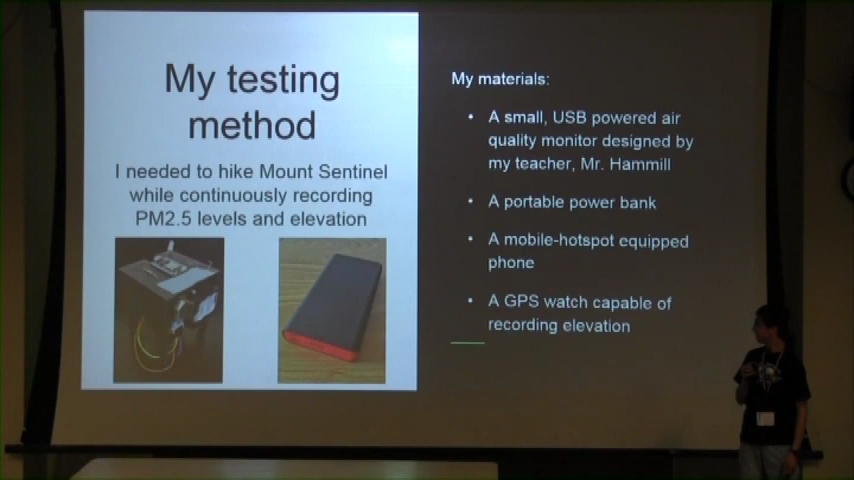 My testing
method
I needed to hike Mount Sentinel
while continuously recording
PM2.5 levels and elevation
My materials:
• A small, USB powered air
quality monitor designed by
my teacher, Mr. Hammill
• A portable power bank
• A mobile-hotspot equipped
phone
• A GPS watch capable of
recording elevation